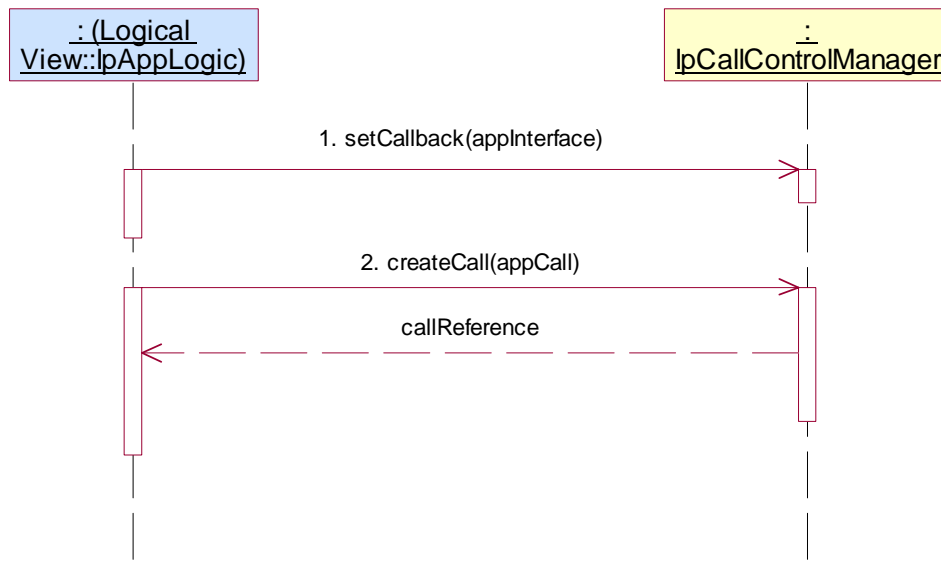 : (Logical
View::IpAppLogic)
:
IpCallControlManager
1. setCallback(appInterface)
2. createCall(appCall)
callReference